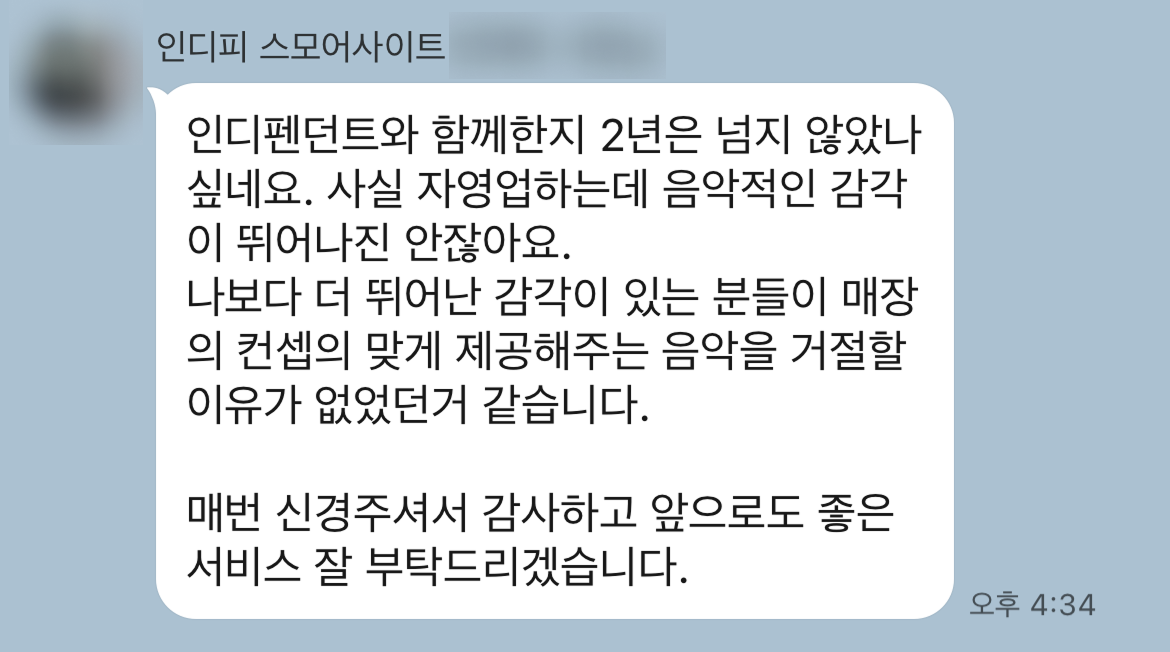 인디피 스모어사이트
인디펜던트와 함께한지 2년은 넘지 않았나
싶네요. 사실 자영업하는데 음악적인 감각
이 뛰어나진 안잖아요.
나보다 더 뛰어난 감각이 있는 분들이 매장
의 컨셉의 맞게 제공해주는 음악을 거절할
이유가 없었던거 같습니다.
매번 신경주셔서 감사하고 앞으로도 좋은
서비스 잘 부탁드리겠습니다.
오후 4:34